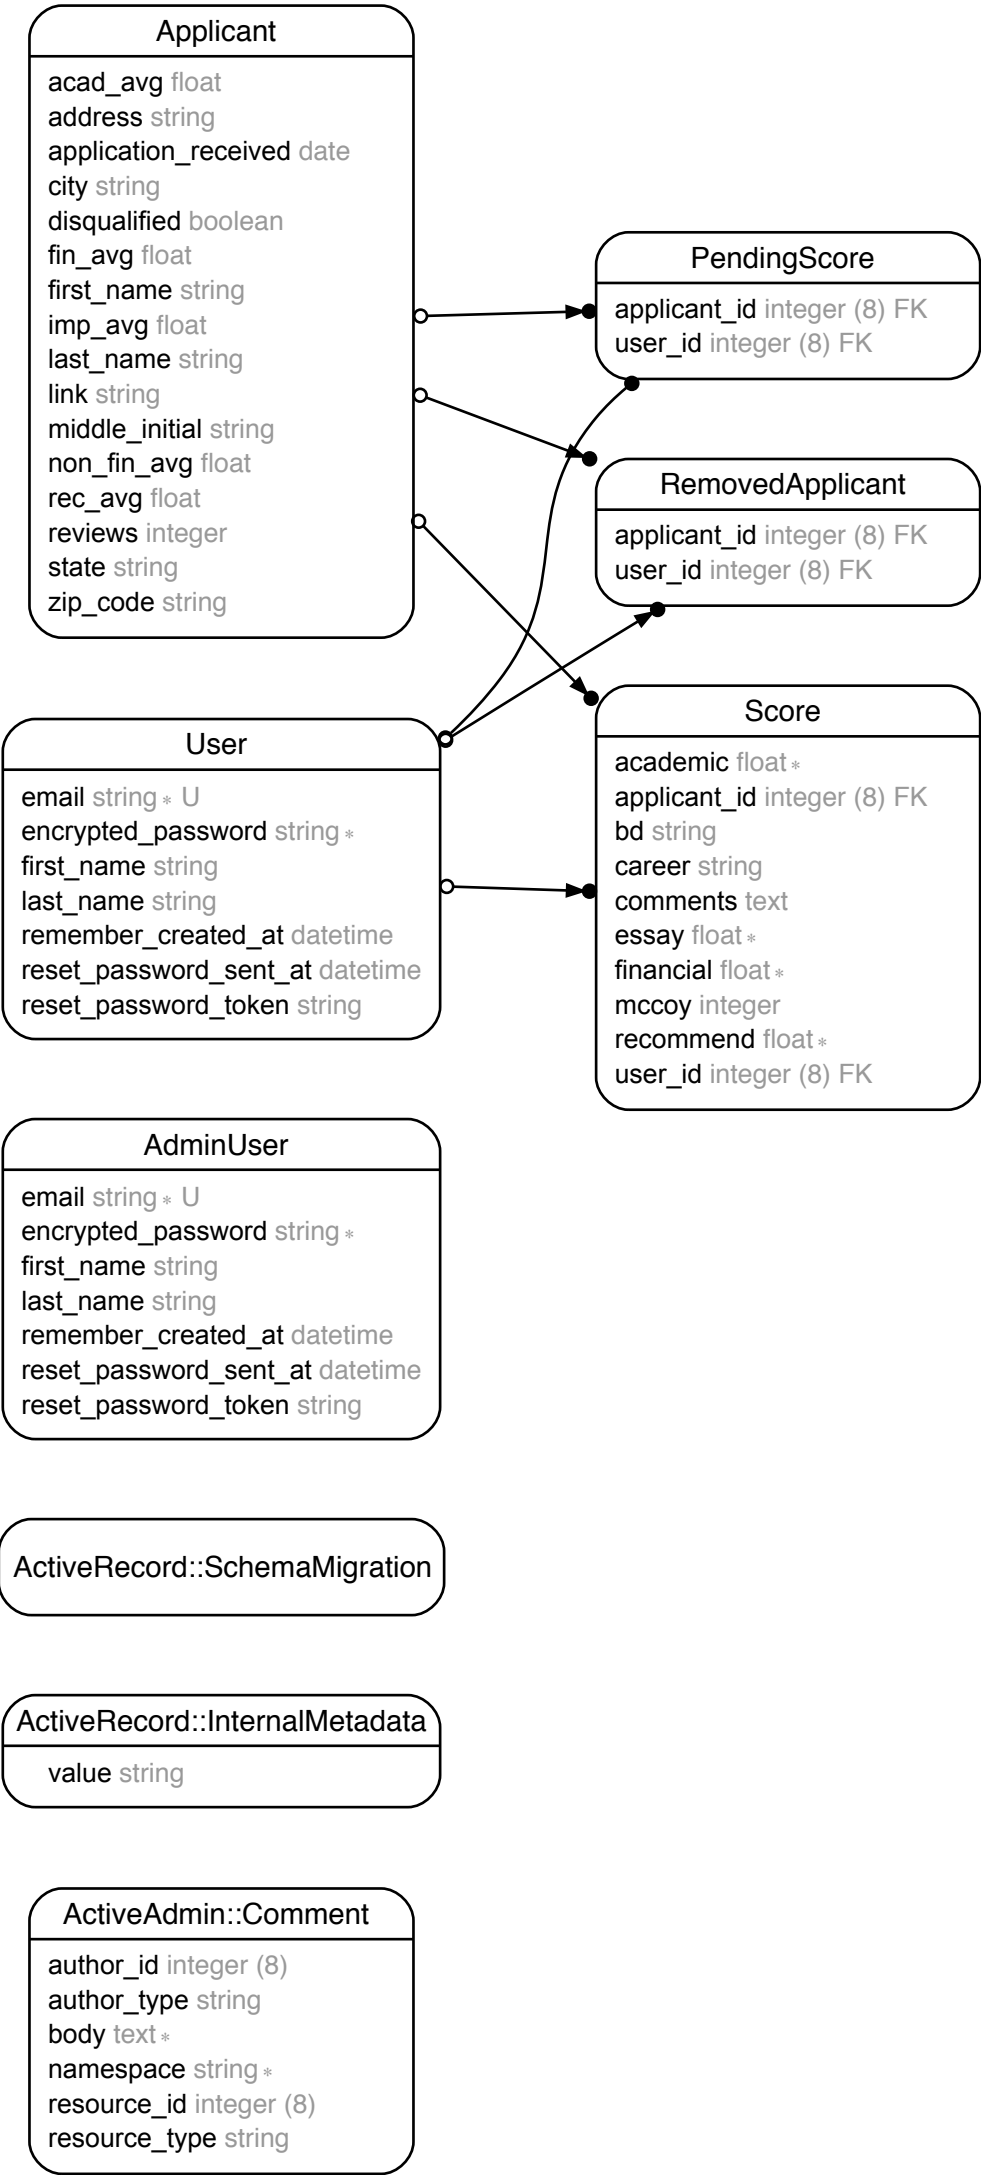 Applicant
acad_avg float
address string
application_received date
city string
disqualified boolean
fin_avg float
first_name string
imp_avg float
last_name string
link string
middle_initial string
non_fin_avg float
rec_avg float
reviews integer
state string
zip_code string
PendingScore
applicant_id integer (8) FK
user_id integer (8) FK
RemovedApplicant
applicant_id integer (8) FK
user_id integer (8) FK
Score
academic float ∗
applicant_id integer (8) FK
bd string
career string
comments text
essay float ∗
financial float ∗
mccoy integer
recommend float ∗
user_id integer (8) FK
User
email string ∗ U
encrypted_password string ∗
first_name string
last_name string
remember_created_at datetime
reset_password_sent_at datetime
reset_password_token string
AdminUser
email string ∗ U
encrypted_password string ∗
first_name string
last_name string
remember_created_at datetime
reset_password_sent_at datetime
reset_password_token string
ActiveRecord::SchemaMigration
ActiveRecord::InternalMetadata
value string
ActiveAdmin::Comment
author_id integer (8)
author_type string
body text ∗
namespace string ∗
resource_id integer (8)
resource_type string